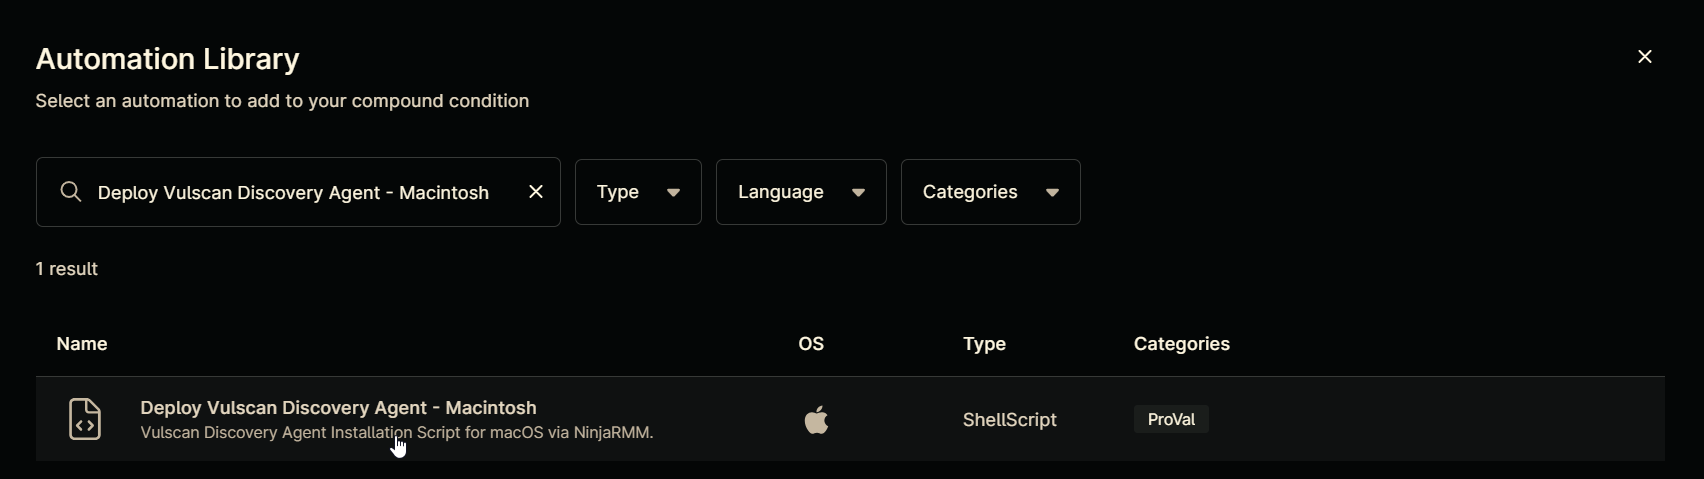 Automation Library
Select an automation to add to your compound condition
Deploy Vulscan Discovery Agent - Macintosh
Type
Language
Categories
1 result
Name
OS
Type
Categories
Deploy Vulscan Discovery Agent - Macintosh
Vulscan Discovery Agent Installation Script for macOS via NinjaRMM.
ShellScript
ProVal